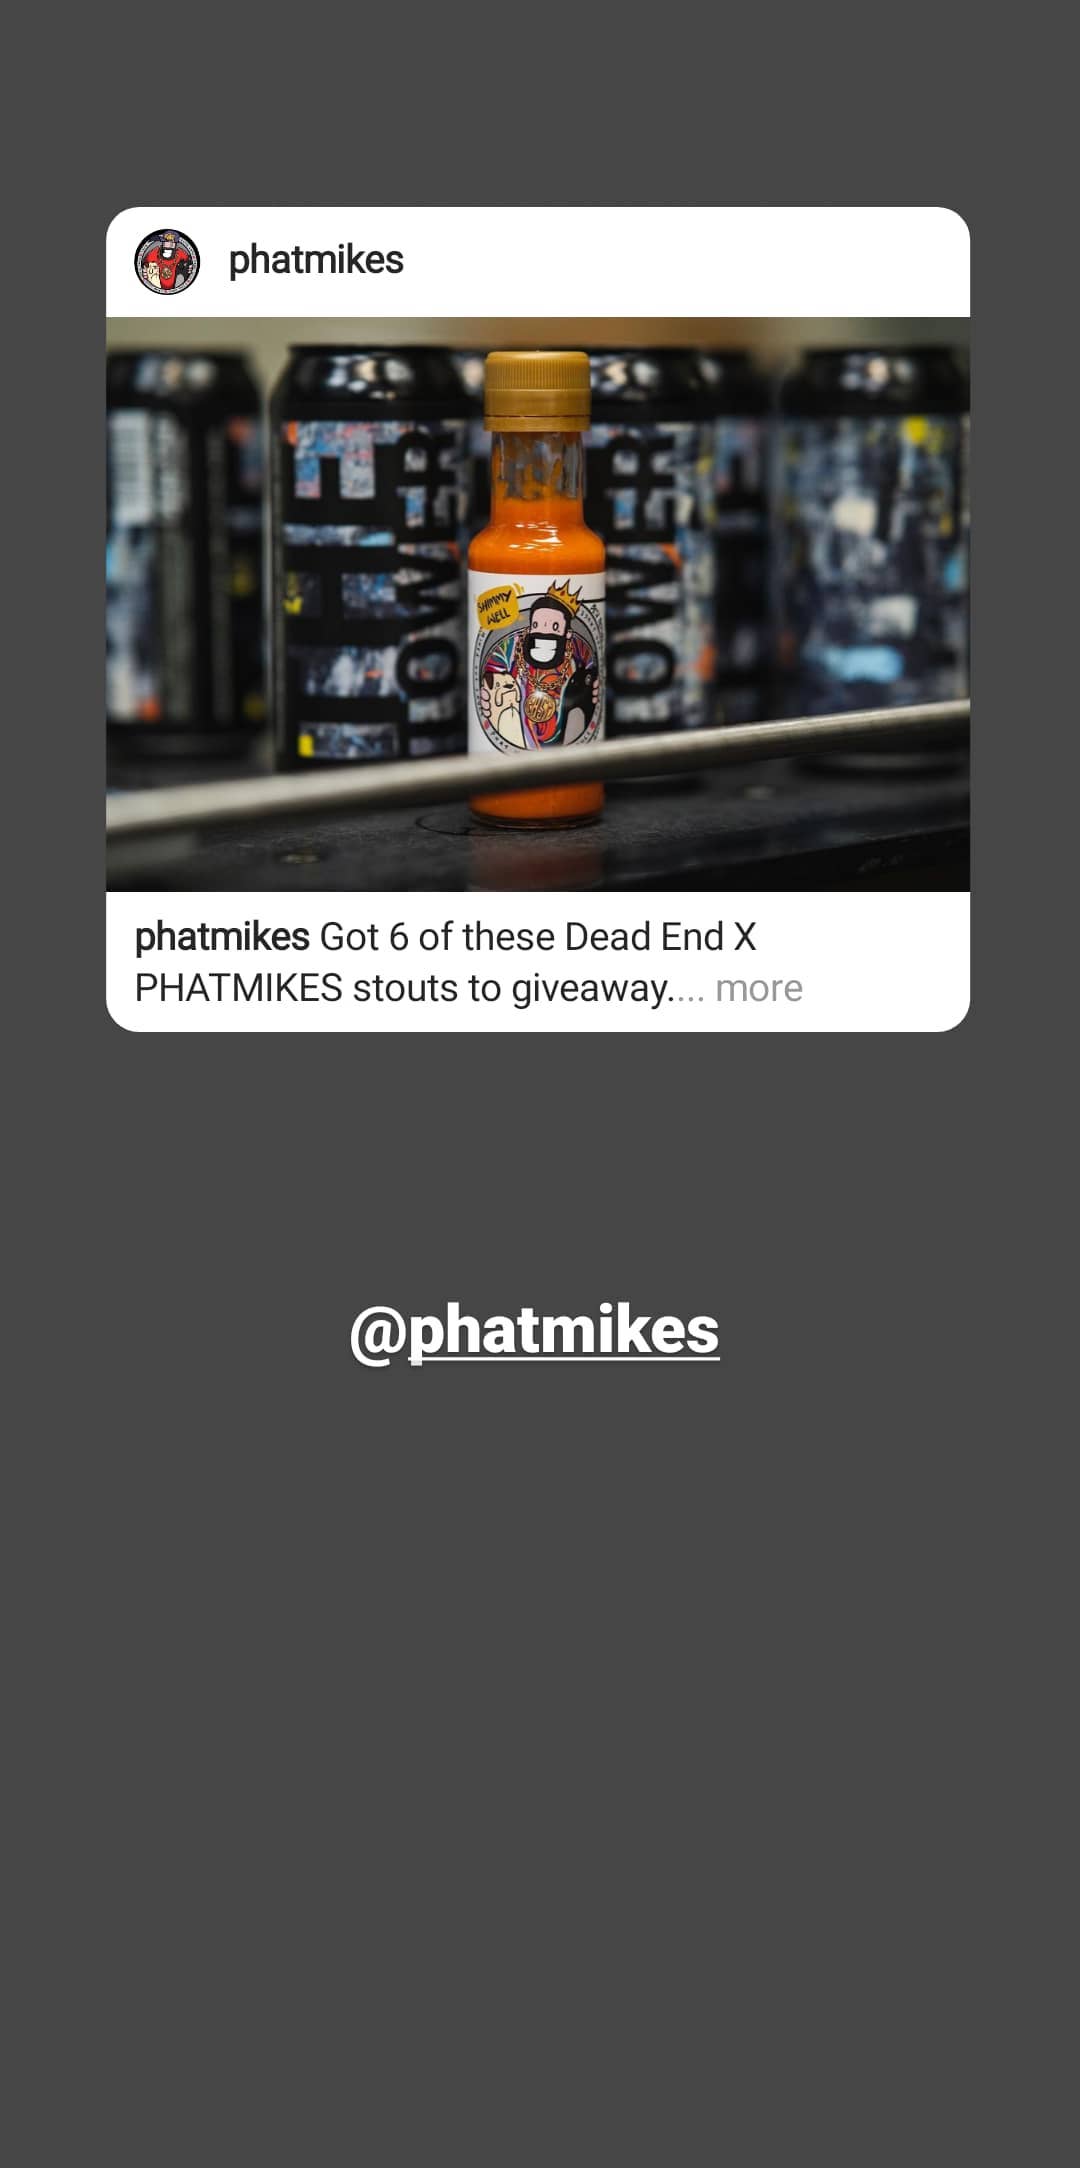 phatmikes
SHIMMY
WELL
phatmikes Got 6 of these Dead End X
PHATMIKES stouts to giveaway.... more
@phatmikes